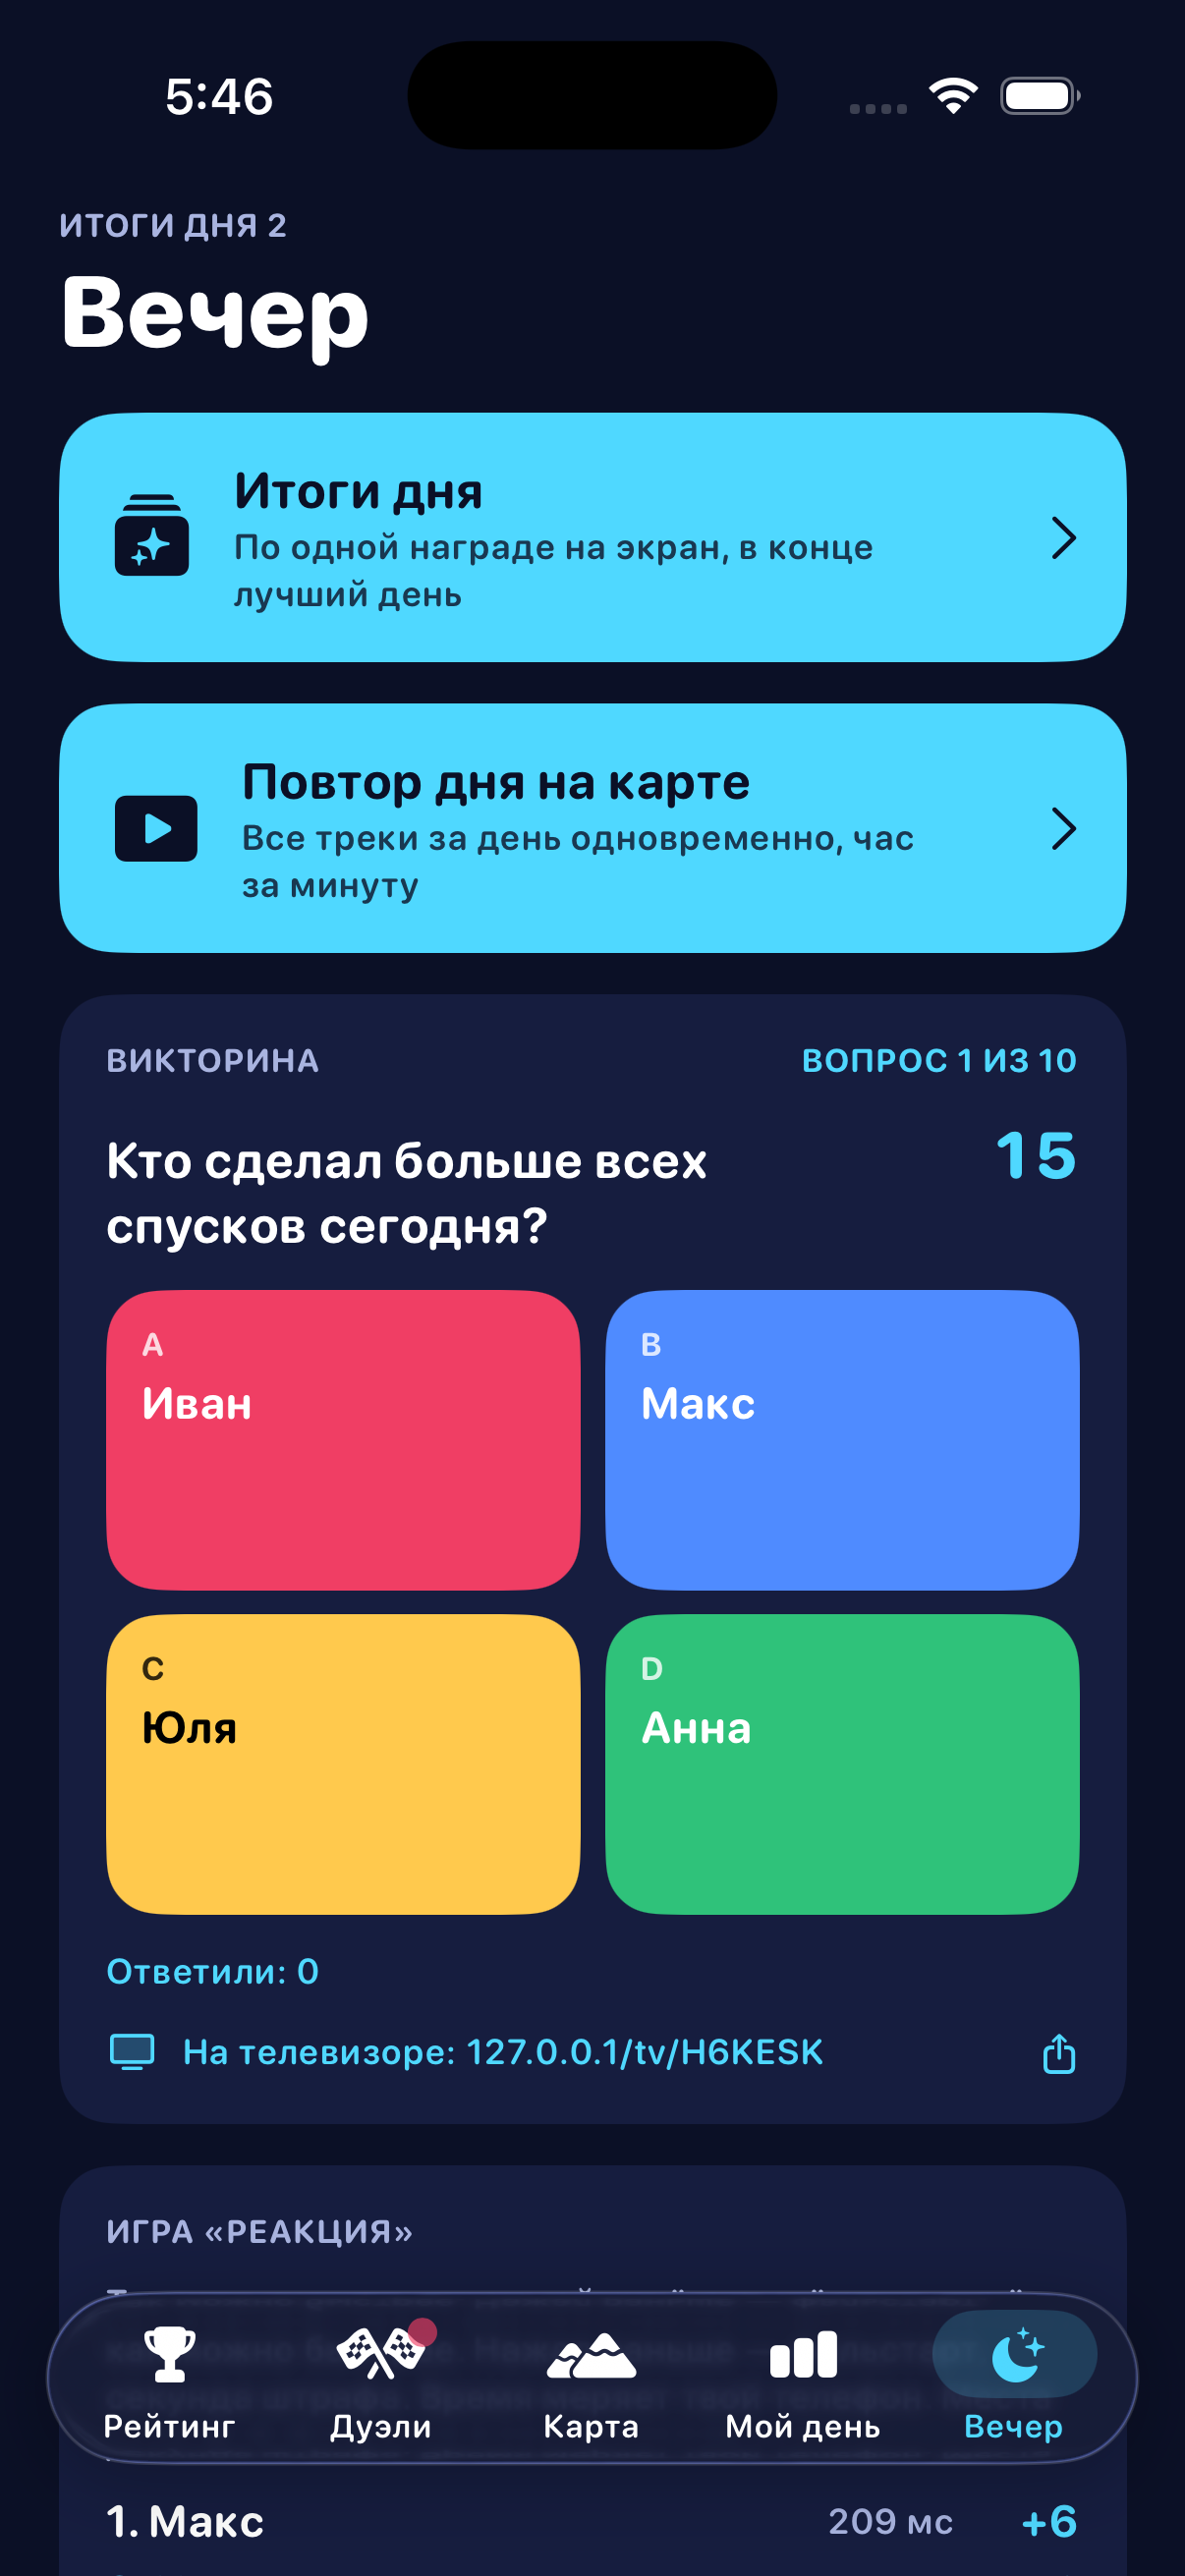 5:46
ИТОГИ ДНЯ 2
Вечер
Итоги дня
По одной награде на экран, в конце
лучший день
Повтор дня на карте
Все треки за день одновременно, час
за минуту
ВИКТОРИНА
ВОПРОС 1 ИЗ 10
Кто сделал больше всех
спусков сегодня?
15
A
Иван
B
Макс
C
Юля
D
Анна
Ответили: 0
На телевизоре: 127.0.0.1/tv/H6KESK
ИГРА «РЕАКЦИЯ»
Рейтинг
Дуэли
Карта
Мой день
Вечер
1. Макс
209 мс
+6